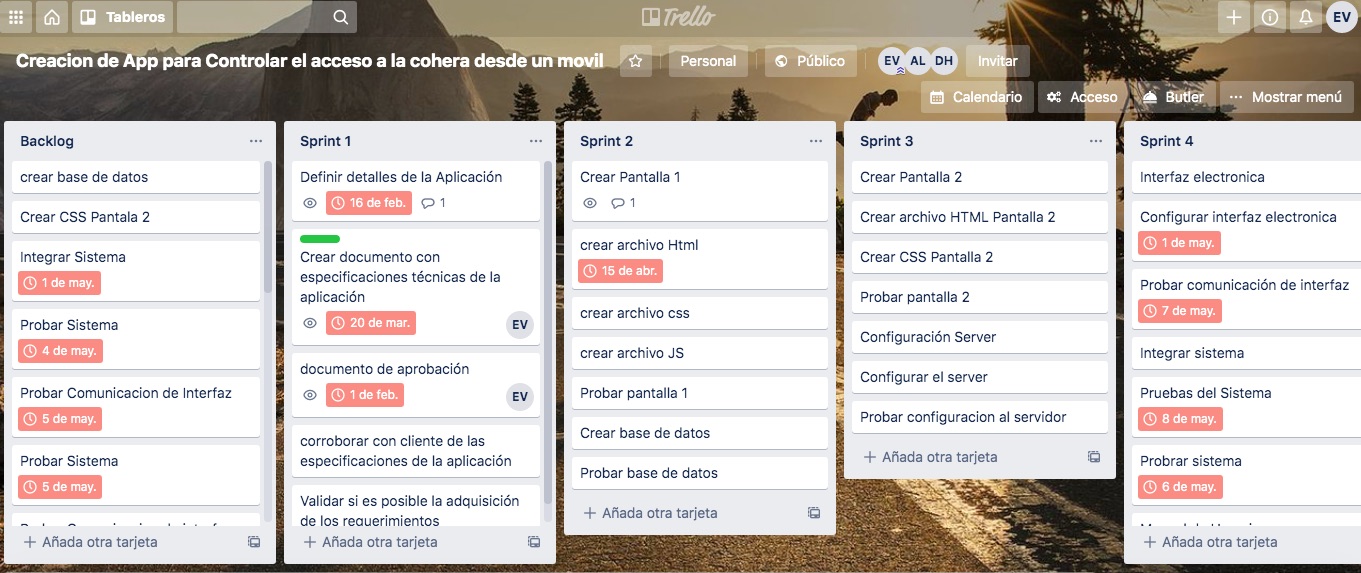 Tableros
Trello
EV
Creacion de App para Controlar el acceso a la cohera desde un movil
Personal
Público
EV AL DH
Invitar
Calendario
Acceso
Butler
Mostrar menú
Backlog
crear base de datos
Crear CSS Pantala 2
Integrar Sistema
1 de may.
Probar Sistema
4 de may.
Probar Comunicacion de Interfaz
5 de may.
Probar Sistema
5 de may.
Añada otra tarjeta
Sprint 1
Definir detalles de la Aplicación
16 de feb.
1
Crear documento con
especificaciones técnicas de la
aplicación
20 de mar.
EV
documento de aprobación
1 de feb.
EV
corroborar con cliente de las
especificaciones de la aplicación
Validar si es posible la adquisición
de los requerimientos
Añada otra tarjeta
Sprint 2
Crear Pantalla 1
1
crear archivo Html
15 de abr.
crear archivo css
crear archivo JS
Probar pantalla 1
Crear base de datos
Probar base de datos
Añada otra tarjeta
Sprint 3
Crear Pantalla 2
Crear archivo HTML Pantalla 2
Crear CSS Pantalla 2
Probar pantalla 2
Configuración Server
Configurar el server
Probar configuracion al servidor
Añada otra tarjeta
Sprint 4
Interfaz electronica
Configurar interfaz electronica
1 de may.
Probar comunicación de interfaz
7 de may.
Integrar sistema
Pruebas del Sistema
8 de may.
Probrar sistema
6 de may.
Añada otra tarjeta